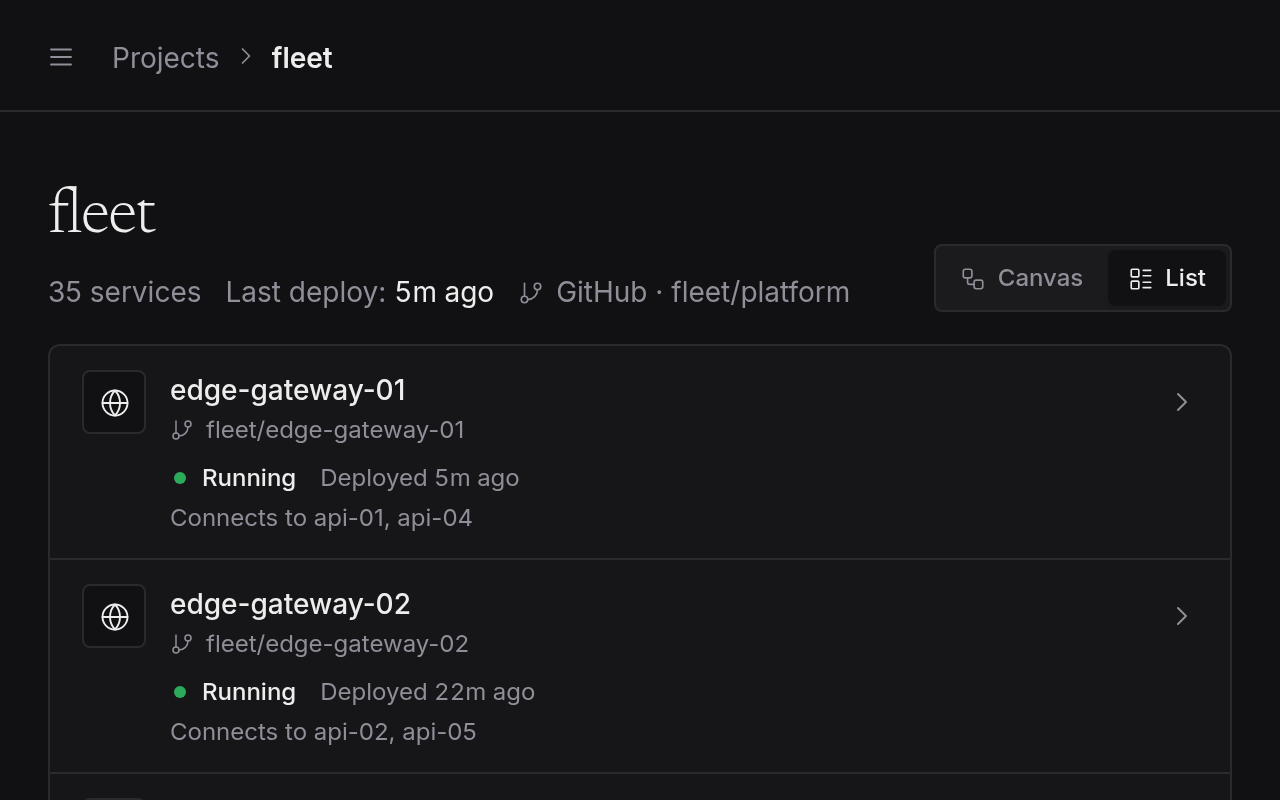 Projects fleet
fleet
35 services Last deploy: 5m ago GitHub · fleet/platform
Canvas List
edge-gateway-01
fleet/edge-gateway-01
Running Deployed 5m ago
Connects to api-01, api-04
edge-gateway-02
fleet/edge-gateway-02
Running Deployed 22m ago
Connects to api-02, api-05